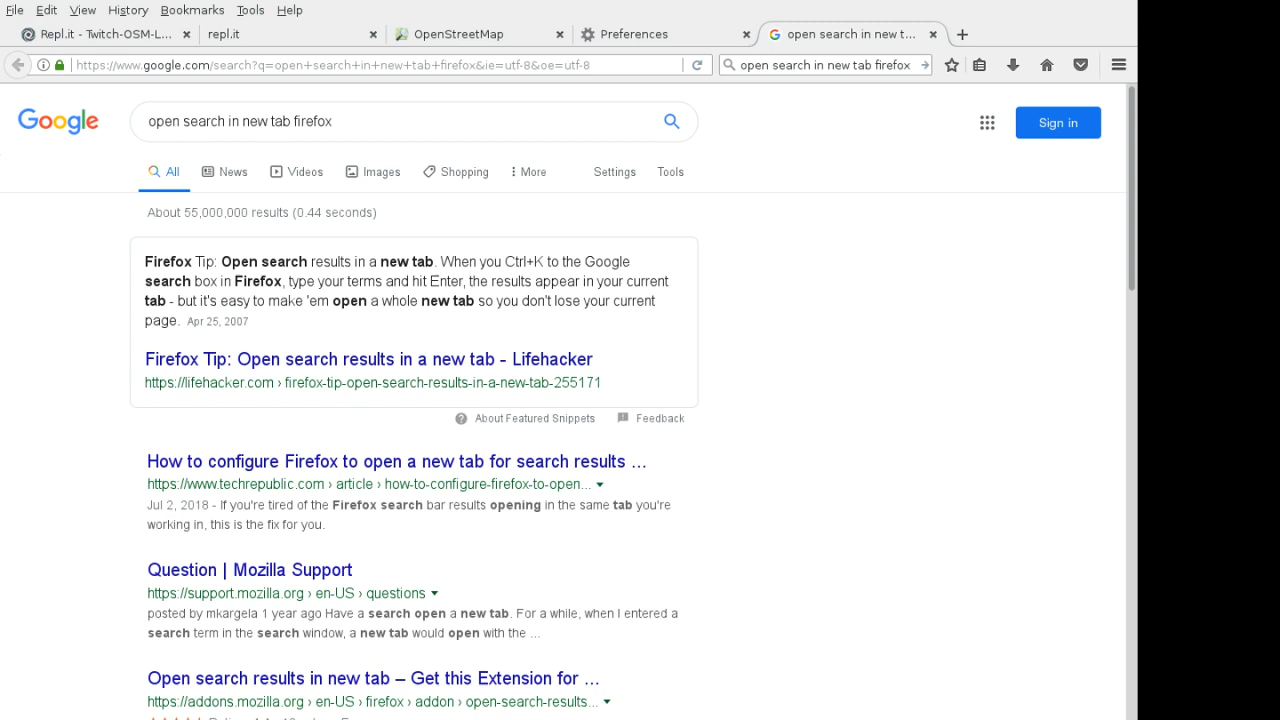 File Edit View History Bookmarks Tools Help
Repl.it - Twitch-OSM-L... repl.it OpenStreetMap Preferences open search in new t...
https://www.google.com/search?q=open+search+in+new+tab+firefox&ie=utf-8&oe=utf-8 open search in new tab firefox
Google open search in new tab firefox Sign in
All News Videos Images Shopping More Settings Tools
About 55,000,000 results (0.44 seconds)
Firefox Tip: Open search results in a new tab. When you Ctrl+K to the Google
search box in Firefox, type your terms and hit Enter, the results appear in your current
tab - but it's easy to make 'em open a whole new tab so you don't lose your current
page. Apr 25, 2007
Firefox Tip: Open search results in a new tab - Lifehacker
https://lifehacker.com › firefox-tip-open-search-results-in-a-new-tab-255171
About Featured Snippets Feedback
How to configure Firefox to open a new tab for search results ...
https://www.techrepublic.com › article › how-to-configure-firefox-to-open...
Jul 2, 2018 - If you're tired of the Firefox search bar results opening in the same tab you're
working in, this is the fix for you.
Question | Mozilla Support
https://support.mozilla.org › en-US › questions
posted by mkargela 1 year ago Have a search open a new tab. For a while, when I entered a
search term in the search window, a new tab would open with the ...
Open search results in new tab – Get this Extension for ...
https://addons.mozilla.org › en-US › firefox › addon › open-search-results...